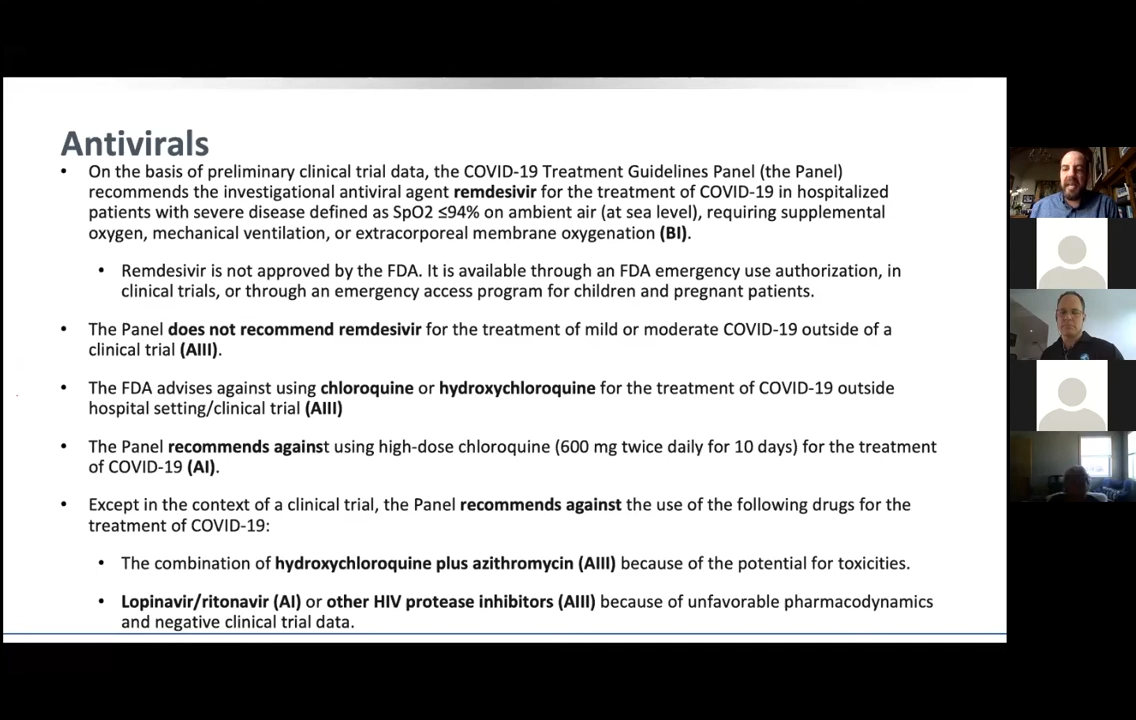 Antivirals
• On the basis of preliminary clinical trial data, the COVID-19 Treatment Guidelines Panel (the Panel)
recommends the investigational antiviral agent remdesivir for the treatment of COVID-19 in hospitalized
patients with severe disease defined as SpO2 ≤94% on ambient air (at sea level), requiring supplemental
oxygen, mechanical ventilation, or extracorporeal membrane oxygenation (BI).
• Remdesivir is not approved by the FDA. It is available through an FDA emergency use authorization, in
clinical trials, or through an emergency access program for children and pregnant patients.
• The Panel does not recommend remdesivir for the treatment of mild or moderate COVID-19 outside of a
clinical trial (AIII).
• The FDA advises against using chloroquine or hydroxychloroquine for the treatment of COVID-19 outside
hospital setting/clinical trial (AIII)
• The Panel recommends against using high-dose chloroquine (600 mg twice daily for 10 days) for the treatment
of COVID-19 (AI).
• Except in the context of a clinical trial, the Panel recommends against the use of the following drugs for the
treatment of COVID-19:
• The combination of hydroxychloroquine plus azithromycin (AIII) because of the potential for toxicities.
• Lopinavir/ritonavir (AI) or other HIV protease inhibitors (AIII) because of unfavorable pharmacodynamics
and negative clinical trial data.